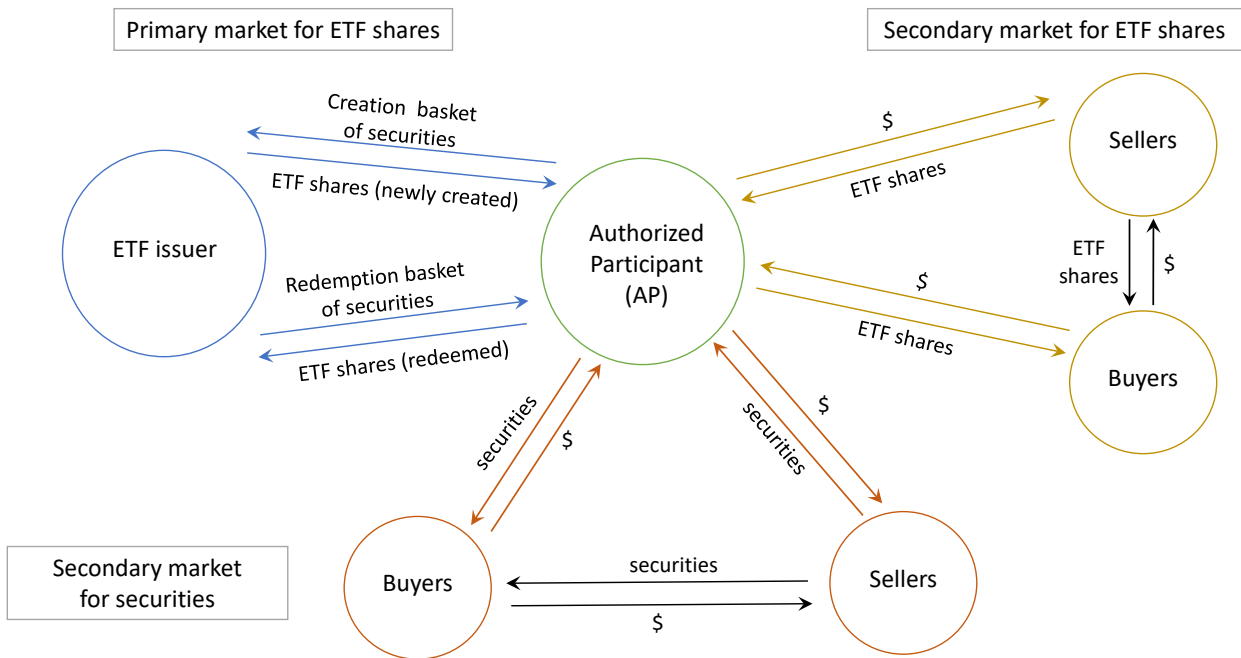 Primary market for ETF shares
Secondary market for ETF shares
Creation basket
of securities
ETF shares (newly created)
ETF issuer
Redemption basket
of securities
ETF shares (redeemed)
Authorized
Participant
(AP)
$
ETF shares
Sellers
ETF
shares
$
$
ETF shares
Buyers
securities
$
$
securities
Secondary market
for securities
Buyers
securities
$
Sellers